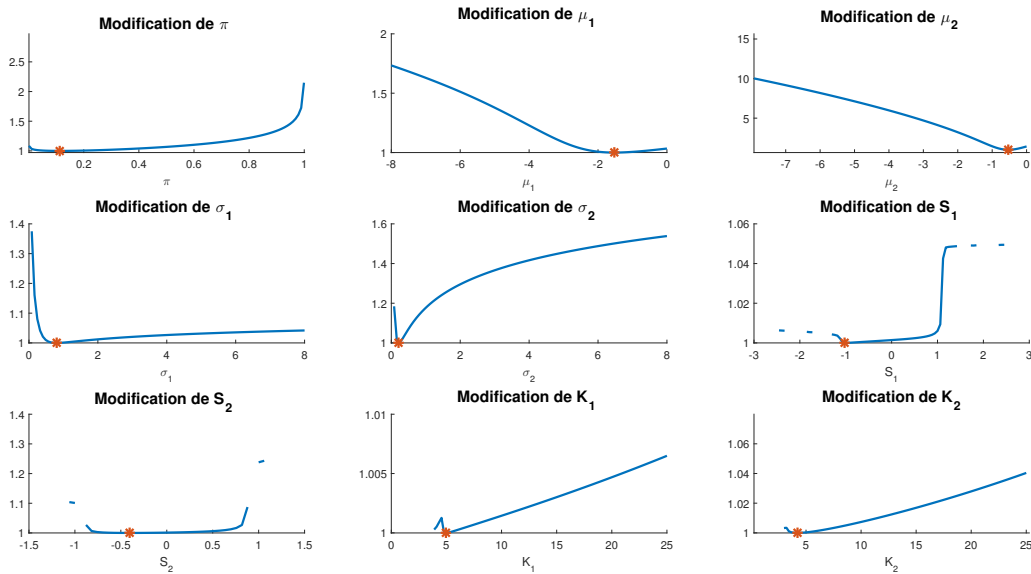 Modification de π
2.5
2
1.5
1
0.2 0.4 0.6 0.8 1
π
Modification de μ1
2
1.5
1
-8 -6 -4 -2 0
μ1
Modification de μ2
15
10
5
-7 -6 -5 -4 -3 -2 -1 0
μ2
Modification de σ1
1.4
1.3
1.2
1.1
1
0 2 4 6 8
σ1
Modification de σ2
1.6
1.4
1.2
1
0 2 4 6 8
σ2
Modification de S1
1.06
1.04
1.02
1
-3 -2 -1 0 1 2 3
S1
Modification de S2
1.4
1.3
1.2
1.1
1
-1.5 -1 -0.5 0 0.5 1 1.5
S2
Modification de K1
1.01
1.005
1
0 5 10 15 20 25
K1
Modification de K2
1.06
1.04
1.02
1
5 10 15 20 25
K2